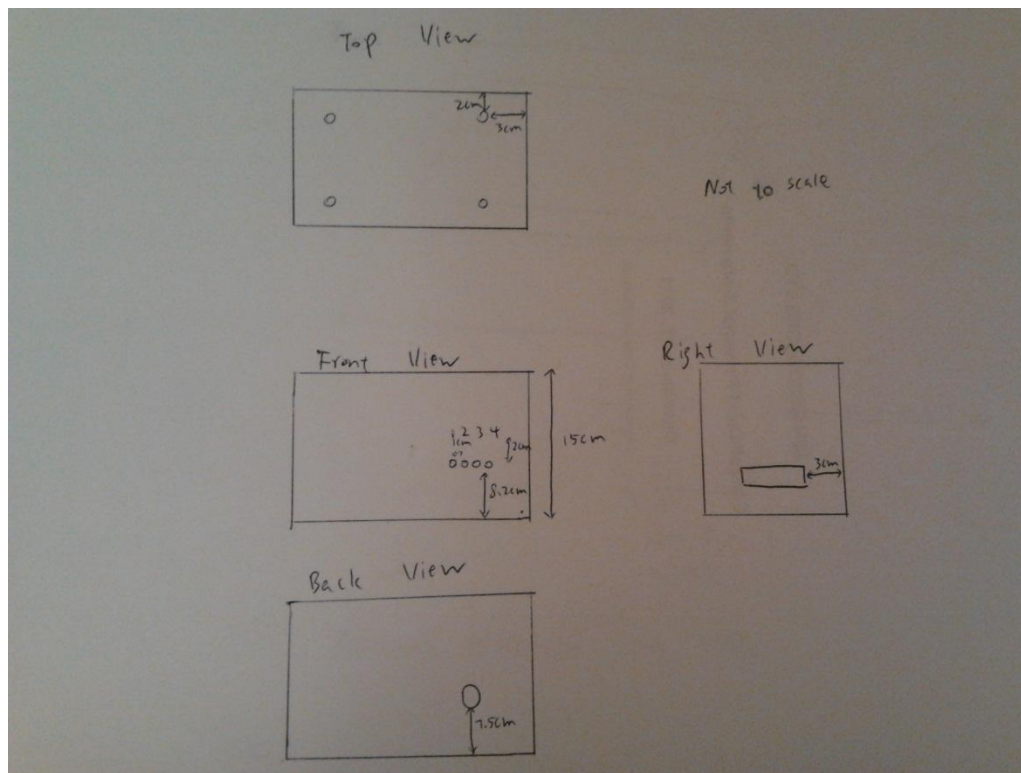 Top View
2cm
3cm
Not to scale
Front View
Right View
1 2 3 4
1cm
2cm
15cm
3cm
8.2cm
Back View
7.5cm